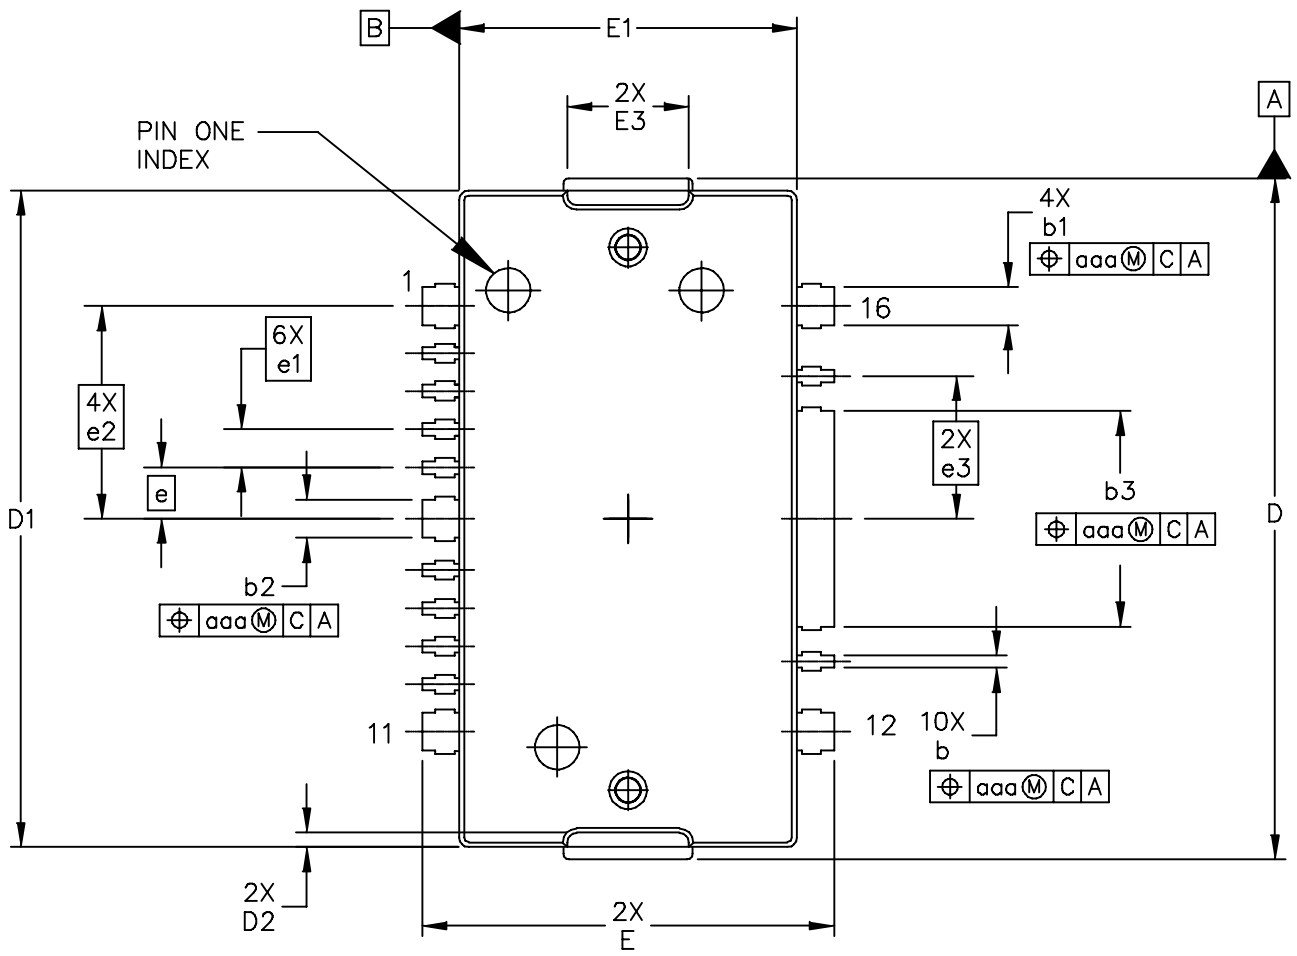 B
E1
2X
E3
A
PIN ONE
INDEX
4X
b1
⌖ aaa Ⓜ C A
1
16
6X
e1
4X
e2
2X
e3
e
b3
⌖ aaa Ⓜ C A
D1
D
b2
⌖ aaa Ⓜ C A
11
12
10X
b
⌖ aaa Ⓜ C A
2X
D2
2X
E